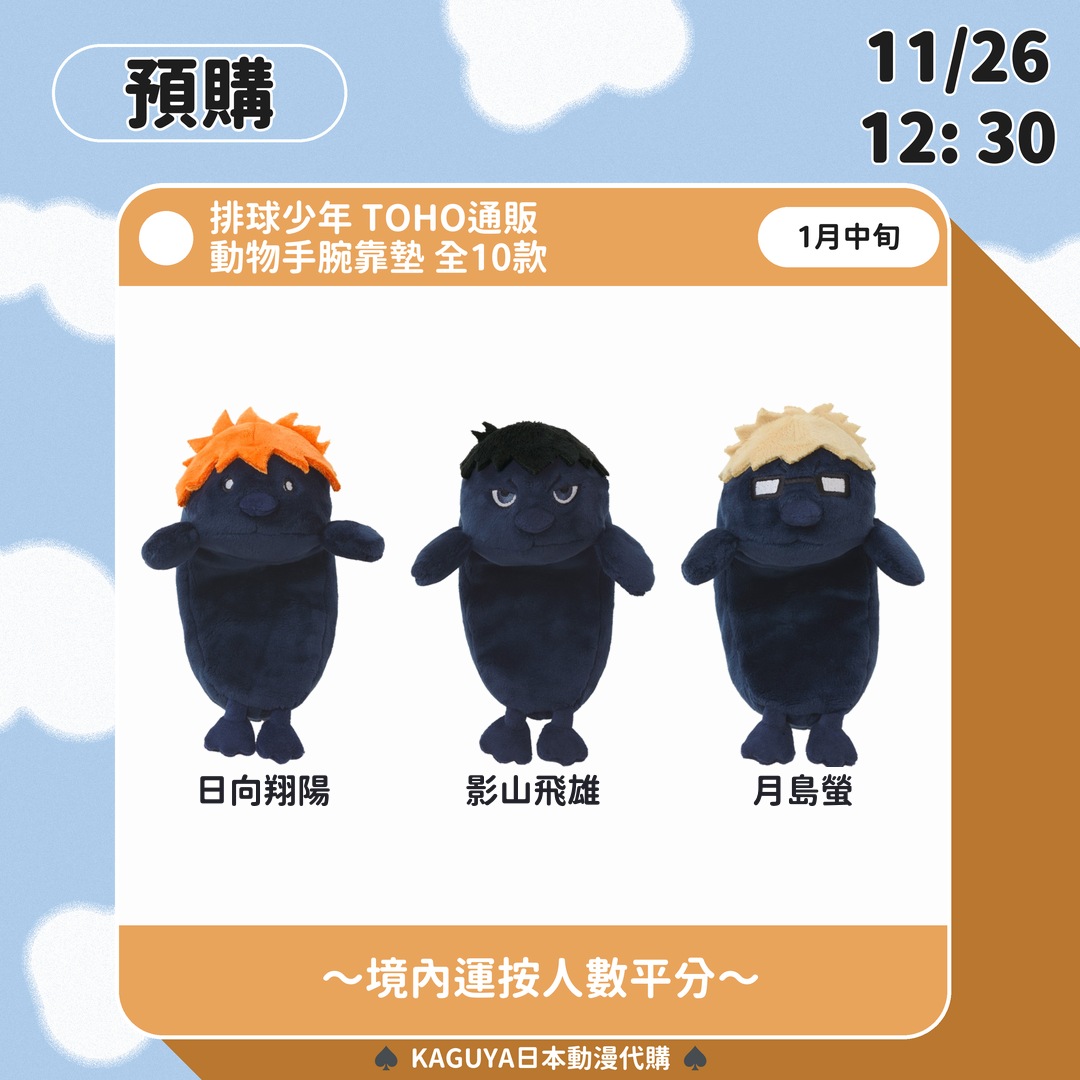 預購
11/26
12: 30
排球少年 TOHO通販
動物手腕靠墊 全10款
1月中旬
日向翔陽
影山飛雄
月島螢
～境內運按人數平分～
♠ KAGUYA日本動漫代購 ♠